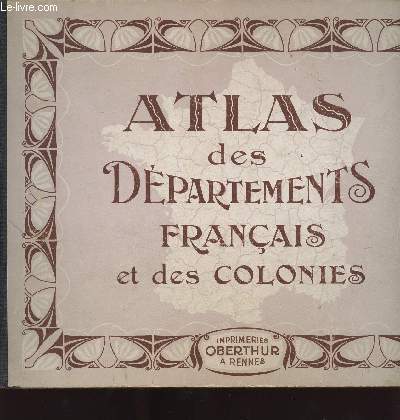 Le-livre.com
ATLAS
des
DÉPARTEMENTS
FRANÇAIS
et des COLONIES
IMPRIMERIES
OBERTHUR
A RENNES